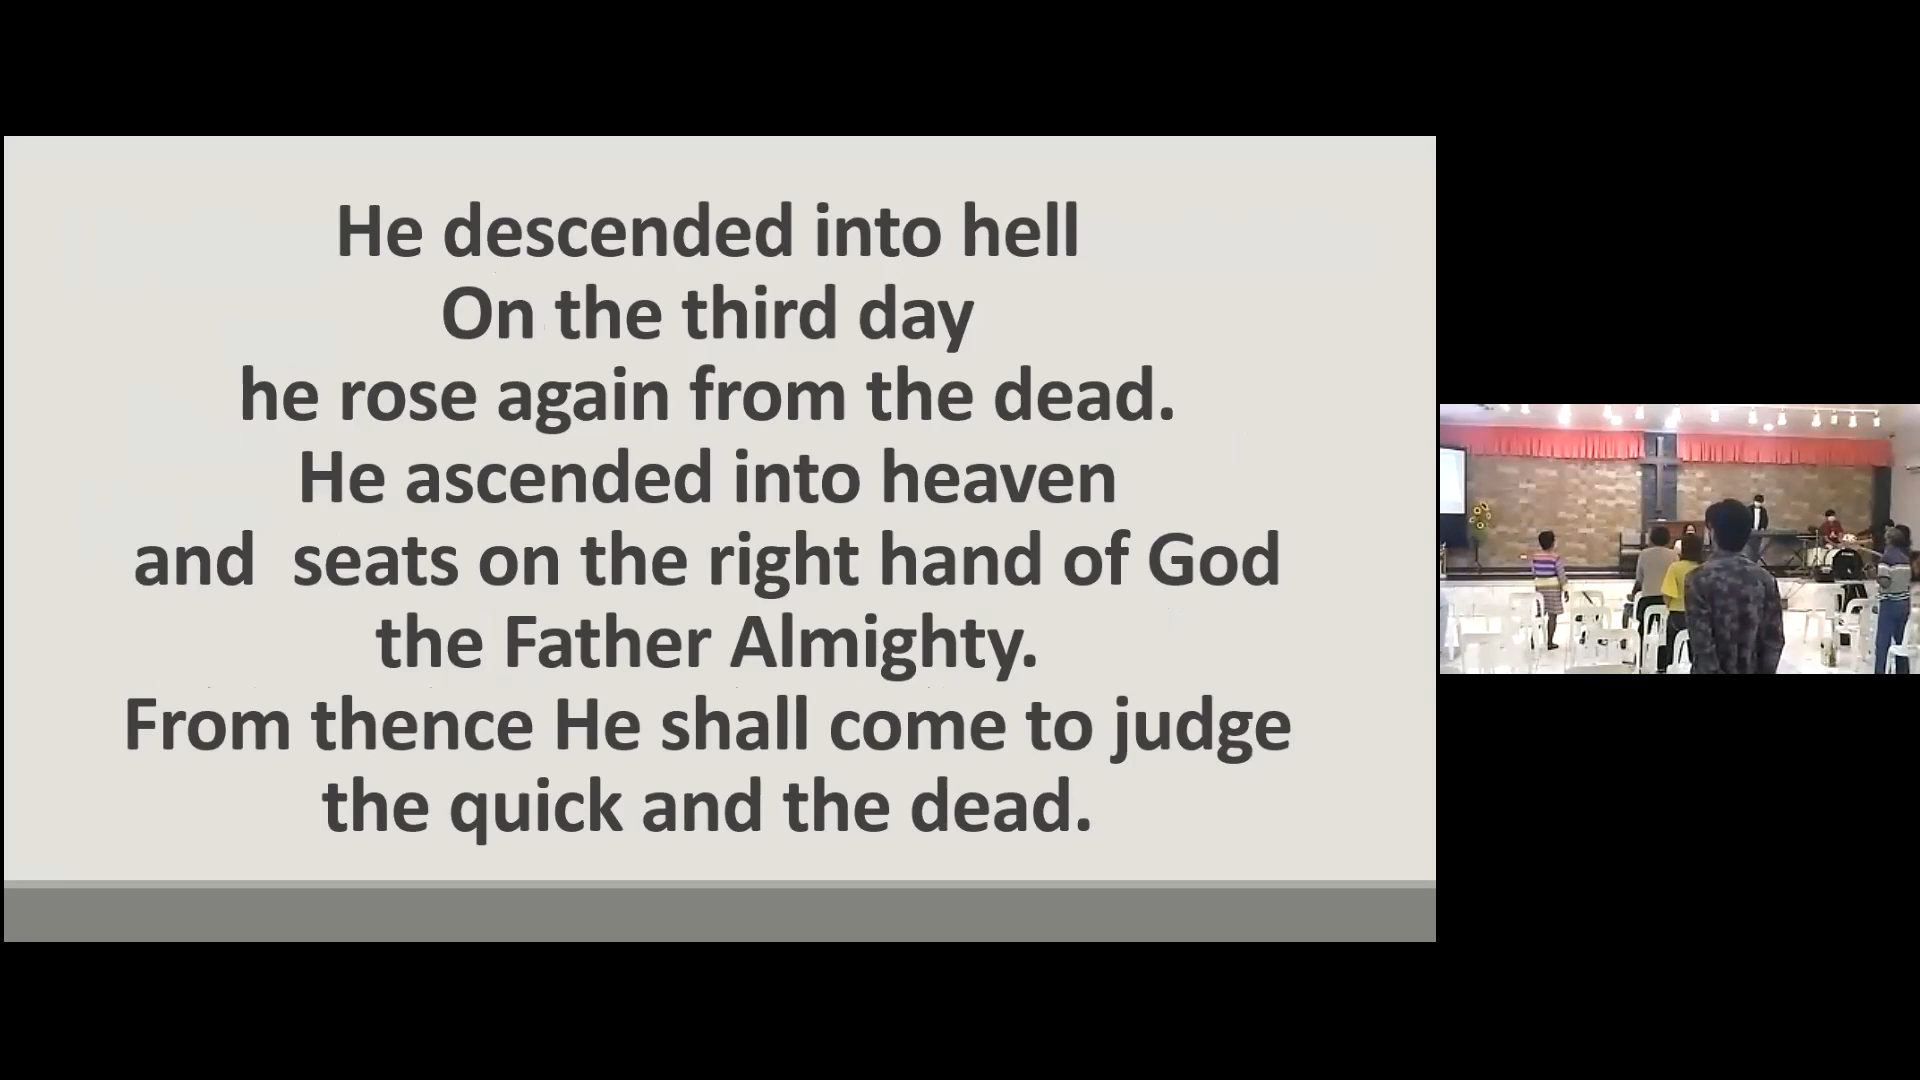 He descended into hell
On the third day
he rose again from the dead.
He ascended into heaven
and  seats on the right hand of God
the Father Almighty.
From thence He shall come to judge
the quick and the dead.